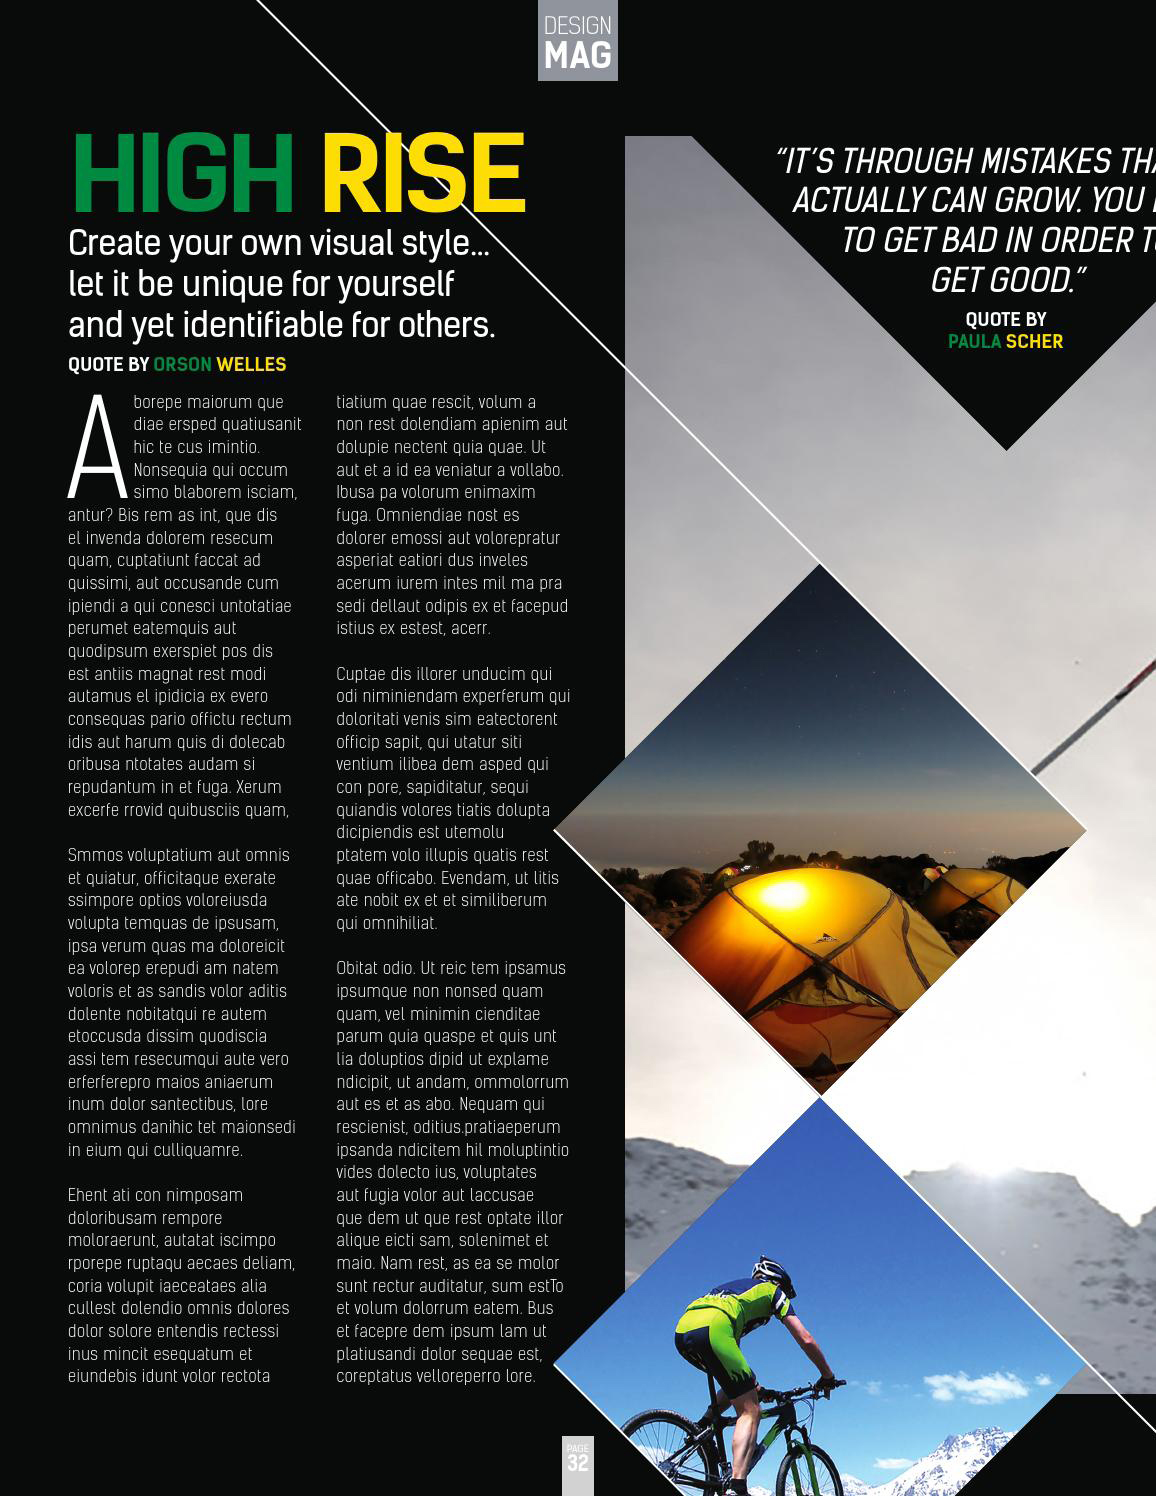 DESIGN
MAG
HIGH RISE
Create your own visual style...
let it be unique for yourself
and yet identifiable for others.
QUOTE BY ORSON WELLES
A borepe maiorum que
diae ersped quatiusanit
hic te cus imintio.
Nonsequia qui occum
simo blaborem isciam,
antur? Bis rem as int, que dis
el invenda dolorem resecum
quam, cuptatiunt faccat ad
quissimi, aut occusande cum
ipiendi a qui conesci untotatiae
perumet eatemquis aut
quodipsum exerspiet pos dis
est antiis magnat rest modi
autamus el ipidicia ex evero
consequas pario offictu rectum
idis aut harum quis di dolecab
oribusa ntotates audam si
repudantum in et fuga. Xerum
excerfe rrovid quibusciis quam,
Smmos voluptatium aut omnis
et quiatur, officitaque exerate
ssimpore optios voloreiusda
volupta temquas de ipsusam,
ipsa verum quas ma doloreicit
ea volorep erepudi am natem
voloris et as sandis volor aditis
dolente nobitatqui re autem
etoccusda dissim quodiscia
assi tem resecumqui aute vero
erferferepro maios aniaerum
inum dolor santectibus, lore
omnimus danihic tet maionsedi
in eium qui culliquamre.
Ehent ati con nimposam
doloribusam rempore
moloraerunt, autatat iscimpo
rporepe ruptaqu aecaes deliam,
coria volupit iaeceataes alia
cullest dolendio omnis dolores
dolor solore entendis rectessi
inus mincit esequatum et
eiundebis idunt volor rectota
tiatium quae rescit, volum a
non rest dolendiam apienim aut
dolupie nectent quia quae. Ut
aut et a id ea veniatur a vollabo.
Ibusa pa volorum enimaxim
fuga. Omniendiae nost es
dolorer emossi aut volorepratur
asperiat eatiori dus inveles
acerum iurem intes mil ma pra
sedi dellaut odipis ex et facepud
istius ex estest, acerr.
Cuptae dis illorer unducim qui
odi niminiendam experferum qui
doloritati venis sim eatectorent
officip sapit, qui utatur siti
ventium ilibea dem asped qui
con pore, sapiditatur, sequi
quiandis volores tiatis dolupta
dicipiendis est utemolu
ptatem volo illupis quatis rest
quae officabo. Evendam, ut litis
ate nobit ex et et similiberum
qui omnihiliat.
Obitat odio. Ut reic tem ipsamus
ipsumque non nonsed quam
quam, vel minimin cienditae
parum quia quaspe et quis unt
lia doluptios dipid ut explame
ndicipit, ut andam, ommolorrum
aut es et as abo. Nequam qui
rescienist, oditius.pratiaeperum
ipsanda ndicitem hil moluptintio
vides dolecto ius, voluptates
aut fugia volor aut laccusae
que dem ut que rest optate illor
alique eicti sam, solenimet et
maio. Nam rest, as ea se molor
sunt rectur auditatur, sum estTo
et volum dolorrum eatem. Bus
et facepre dem ipsum lam ut
platiusandi dolor sequae est,
coreptatus velloreperro lore.
“IT’S THROUGH MISTAKES THA
ACTUALLY CAN GROW. YOU
TO GET BAD IN ORDER TO
GET GOOD.”
QUOTE BY
PAULA SCHER
PAGE
32